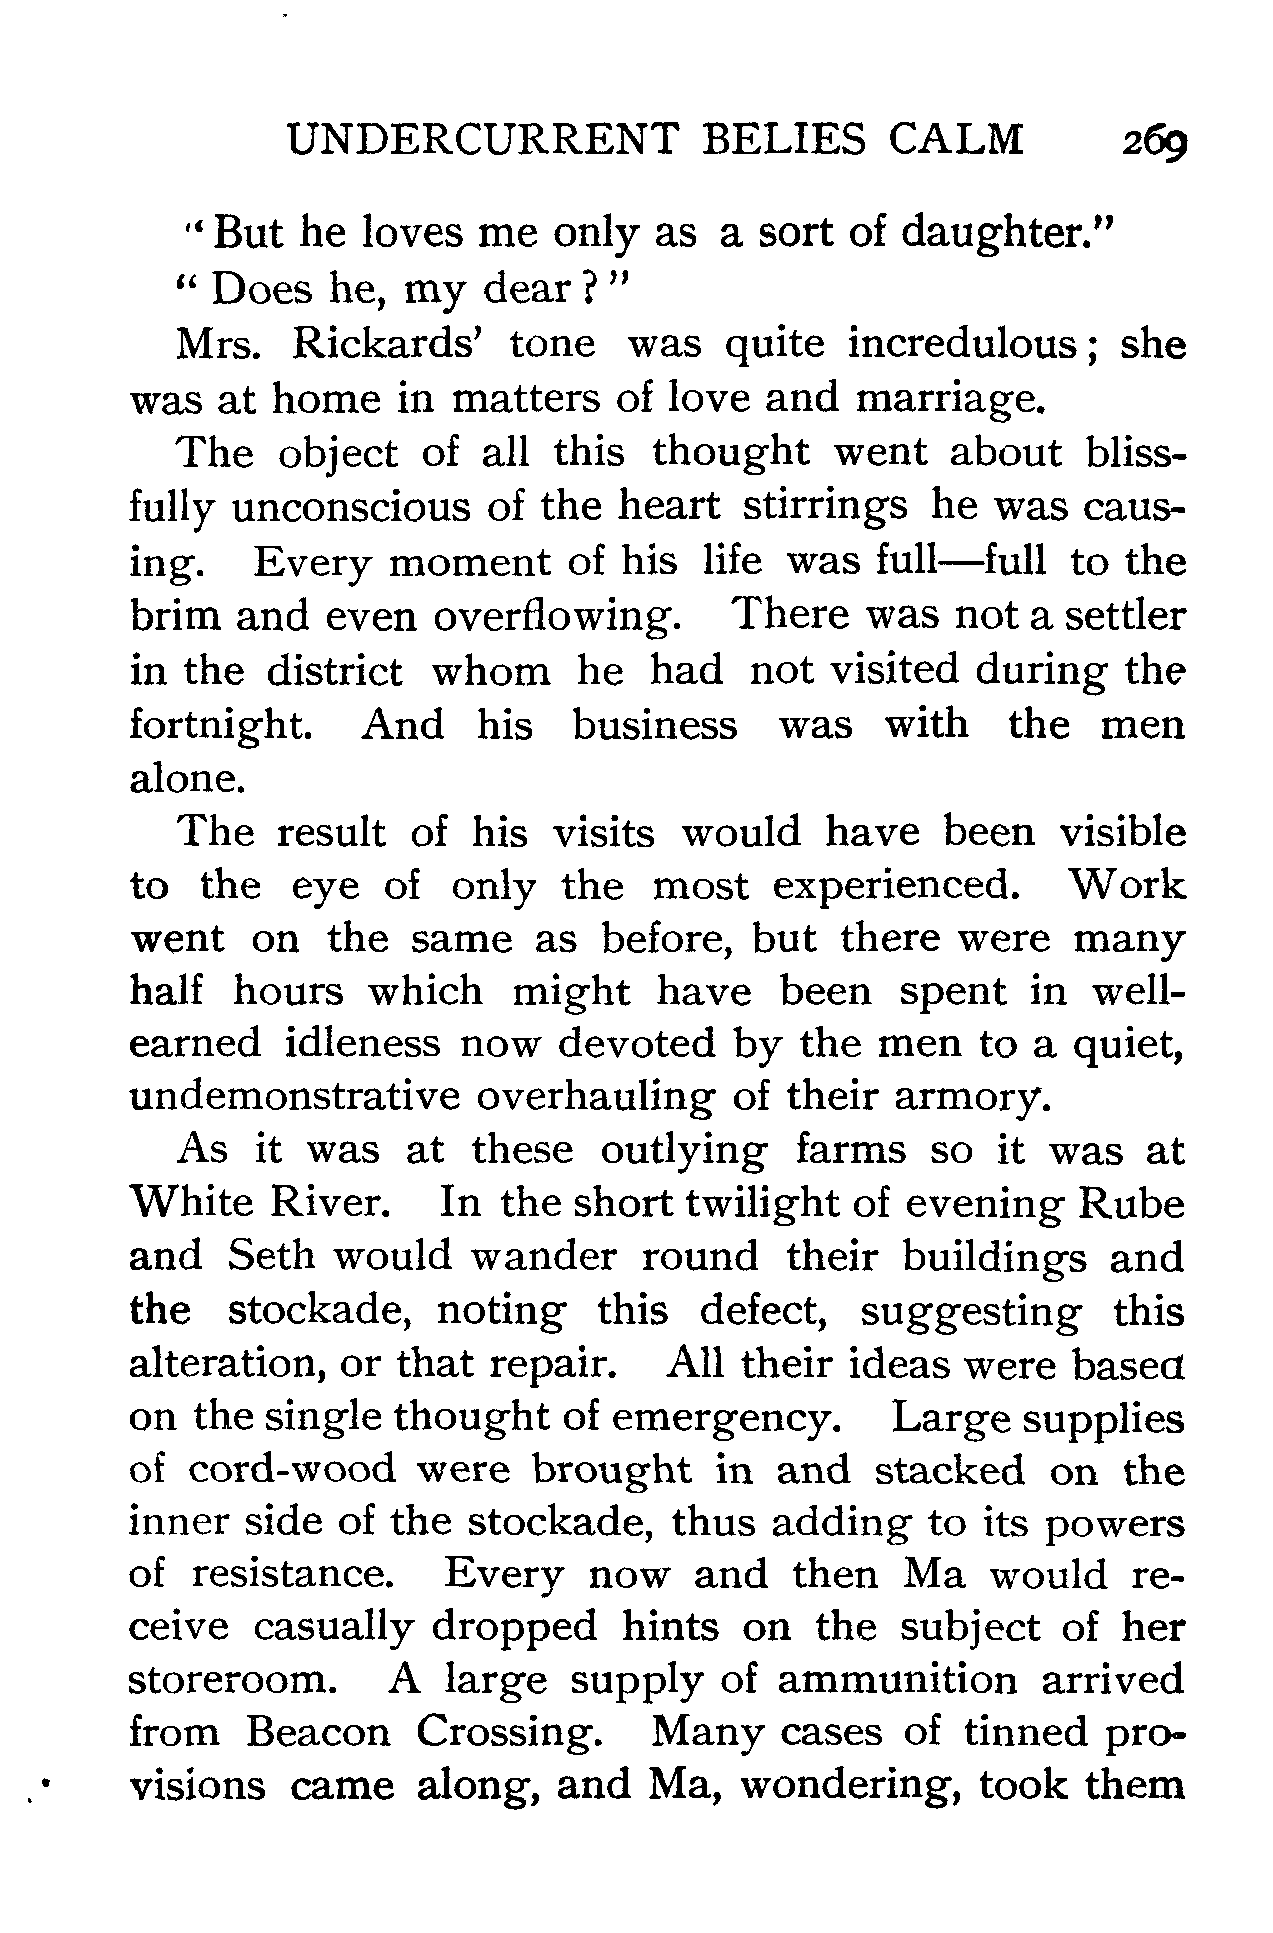 UNDERCURRENT BELIES CALM 269
"But he loves me only as a sort of daughter."
"Does he, my dear?"
Mrs. Rickards' tone was quite incredulous; she
was at home in matters of love and marriage.
The object of all this thought went about bliss-
fully unconscious of the heart stirrings he was caus-
ing. Every moment of his life was full—full to the
brim and even overflowing. There was not a settler
in the district whom he had not visited during the
fortnight. And his business was with the men
alone.
The result of his visits would have been visible
to the eye of only the most experienced. Work
went on the same as before, but there were many
half hours which might have been spent in well-
earned idleness now devoted by the men to a quiet,
undemonstrative overhauling of their armory.
As it was at these outlying farms so it was at
White River. In the short twilight of evening Rube
and Seth would wander round their buildings and
the stockade, noting this defect, suggesting this
alteration, or that repair. All their ideas were based
on the single thought of emergency. Large supplies
of cord-wood were brought in and stacked on the
inner side of the stockade, thus adding to its powers
of resistance. Every now and then Ma would re-
ceive casually dropped hints on the subject of her
storeroom. A large supply of ammunition arrived
from Beacon Crossing. Many cases of tinned pro-
visions came along, and Ma, wondering, took them